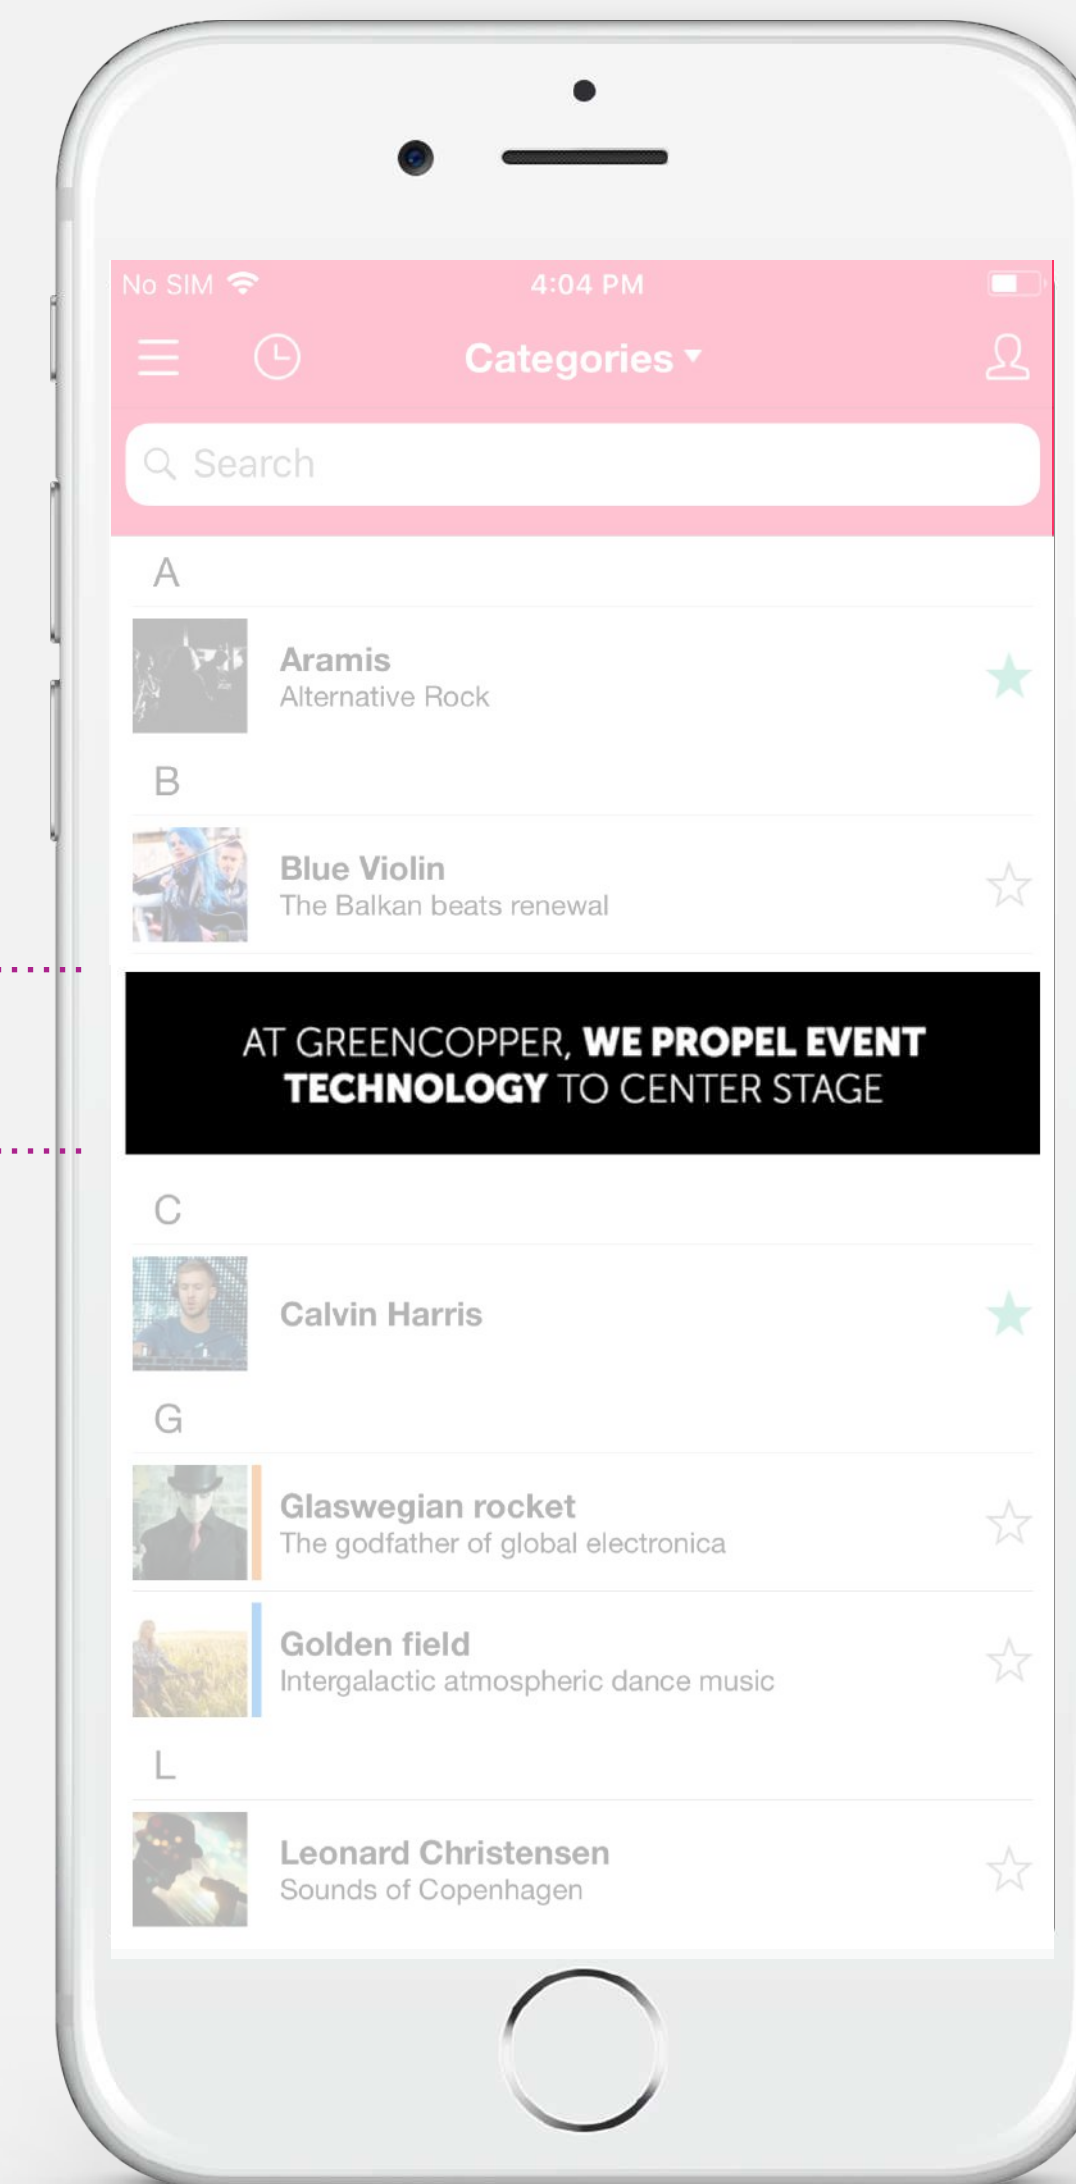 No SIM 4:04 PM
Categories
Search
A
Aramis
Alternative Rock
B
Blue Violin
The Balkan beats renewal
AT GREENCOPPER, WE PROPEL EVENT
TECHNOLOGY TO CENTER STAGE
C
Calvin Harris
G
Glaswegian rocket
The godfather of global electronica
Golden field
Intergalactic atmospheric dance music
L
Leonard Christensen
Sounds of Copenhagen